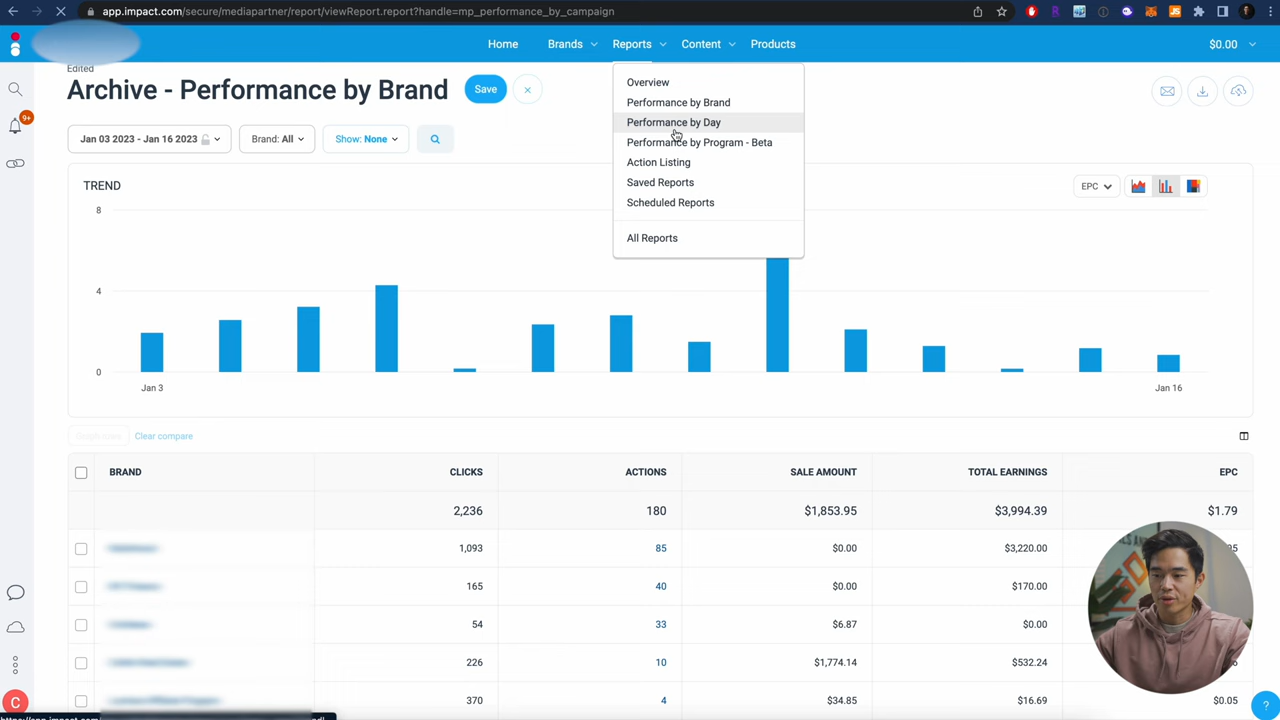 app.impact.com/secure/mediapartner/report/viewReport.report?handle=mp_performance_by_campaign
Home Brands Reports Content Products $0.00
Edited
Archive - Performance by Brand Save
9+
Jan 03 2023 - Jan 16 2023 Brand: All Show: None
Overview
Performance by Brand
Performance by Day
Performance by Program - Beta
Action Listing
Saved Reports
Scheduled Reports
All Reports
TREND EPC
8
4
0
Jan 3 Jan 16
Clear compare
BRAND CLICKS ACTIONS SALE AMOUNT TOTAL EARNINGS EPC
2,236 180 $1,853.95 $3,994.39 $1.79
1,093 85 $0.00 $3,220.00
165 40 $0.00 $170.00
54 33 $6.87 $0.00
226 10 $1,774.14 $532.24
370 4 $34.85 $16.69 $0.05
C
?